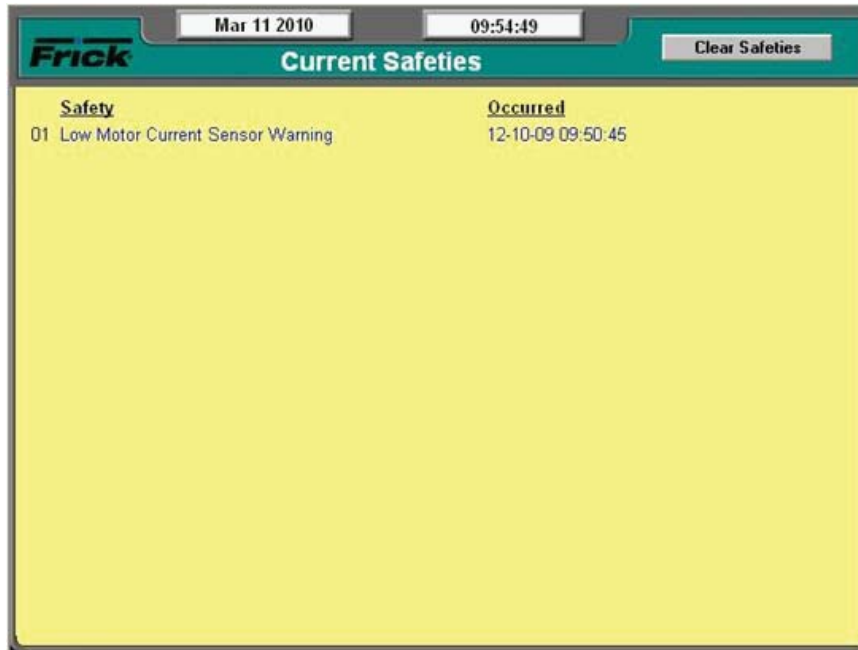 Mar 11 2010 09:54:49
Frick Current Safeties Clear Safeties
Safety Occurred
01 Low Motor Current Sensor Warning 12-10-09 09:50:45